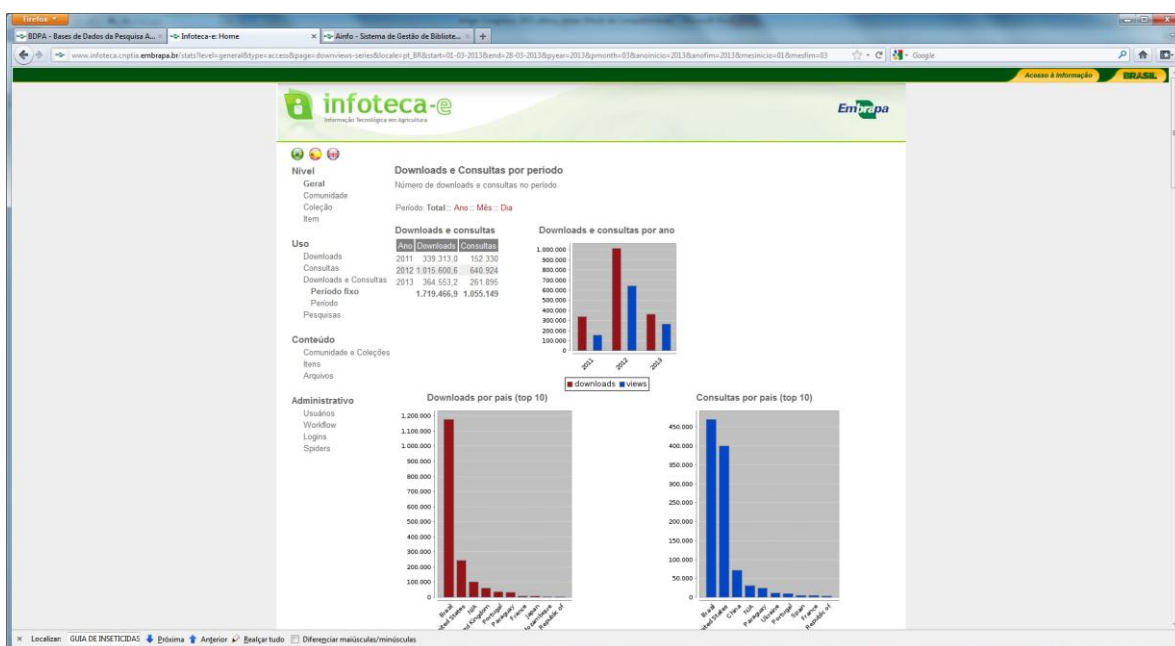 Firefox
BDPA - Bases de Dados da Pesquisa A...
Infoteca-e: Home
Ainfo - Sistema de Gestão de Bibliote...
www.infoteca.cnptia.embrapa.br/stats?level=general&type=access&page=downviews-series&locale=pt_BR&start=01-03-2013&end=28-03-2013&pyear=2013&pmonth=03&anoinicio=2013&anofim=2013&mesinicio=01&mesfim=03
Google
Acesso à Informação
BRASIL
infoteca-e
Informação Tecnológica em Agricultura
Embrapa
Nível
Geral
Comunidade
Coleção
Item
Uso
Downloads
Consultas
Downloads e Consultas
Período fixo
Período
Pesquisas
Conteúdo
Comunidade e Coleções
Itens
Arquivos
Administrativo
Usuários
Workflow
Logins
Spiders
Downloads e Consultas por período
Número de downloads e consultas no período.
Período: Total :: Ano :: Mês :: Dia
Downloads e consultas
Ano Downloads Consultas
2011 339.313,0 152.330
2012 1.015.600,6 640.924
2013 364.553,2 261.895
1.719.466,9 1.055.149
Downloads e consultas por ano
1.000.000
900.000
800.000
700.000
600.000
500.000
400.000
300.000
200.000
100.000
0
2011 2012 2013
downloads views
Downloads por país (top 10)
1.200.000
1.100.000
1.000.000
900.000
800.000
700.000
600.000
500.000
400.000
300.000
200.000
100.000
0
Brazil United States N/A United Kingdom Portugal Paraguay France Japan Mozambique Republic of
Consultas por país (top 10)
450.000
400.000
350.000
300.000
250.000
200.000
150.000
100.000
50.000
0
Brazil United States China N/A Paraguay Ukraine Portugal Spain France Republic of
Localizar: GUIA DE INSETICIDAS Próxima Anterior Realçar tudo Diferenciar maiúsculas/minúsculas